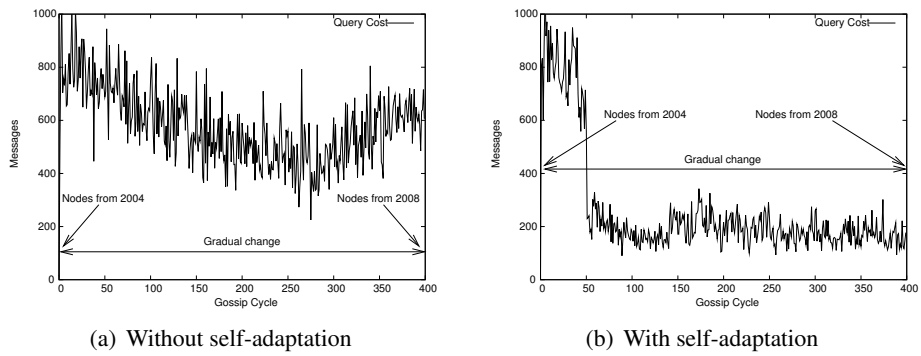 1000
Query Cost
800
600
Messages
400
Nodes from 2004
Nodes from 2008
200
Gradual change
0
0 50 100 150 200 250 300 350 400
Gossip Cycle
(a) Without self-adaptation
1000
Query Cost
800
Nodes from 2004
Nodes from 2008
600
Messages
Gradual change
400
200
0
0 50 100 150 200 250 300 350 400
Gossip Cycle
(b) With self-adaptation